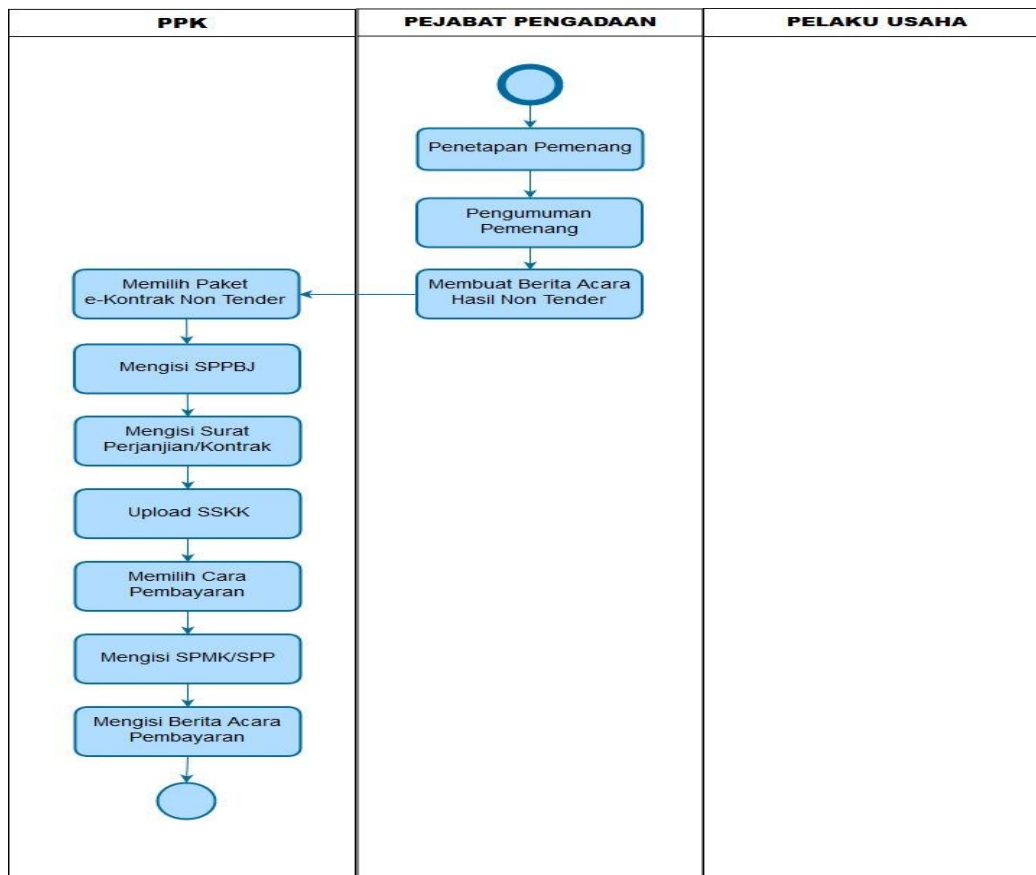 PPK
PEJABAT PENGADAAN
PELAKU USAHA
Penetapan Pemenang
Pengumuman
Pemenang
Membuat Berita Acara
Hasil Non Tender
Memilih Paket
e-Kontrak Non Tender
Mengisi SPPBJ
Mengisi Surat
Perjanjian/Kontrak
Upload SSKK
Memilih Cara
Pembayaran
Mengisi SPMK/SPP
Mengisi Berita Acara
Pembayaran